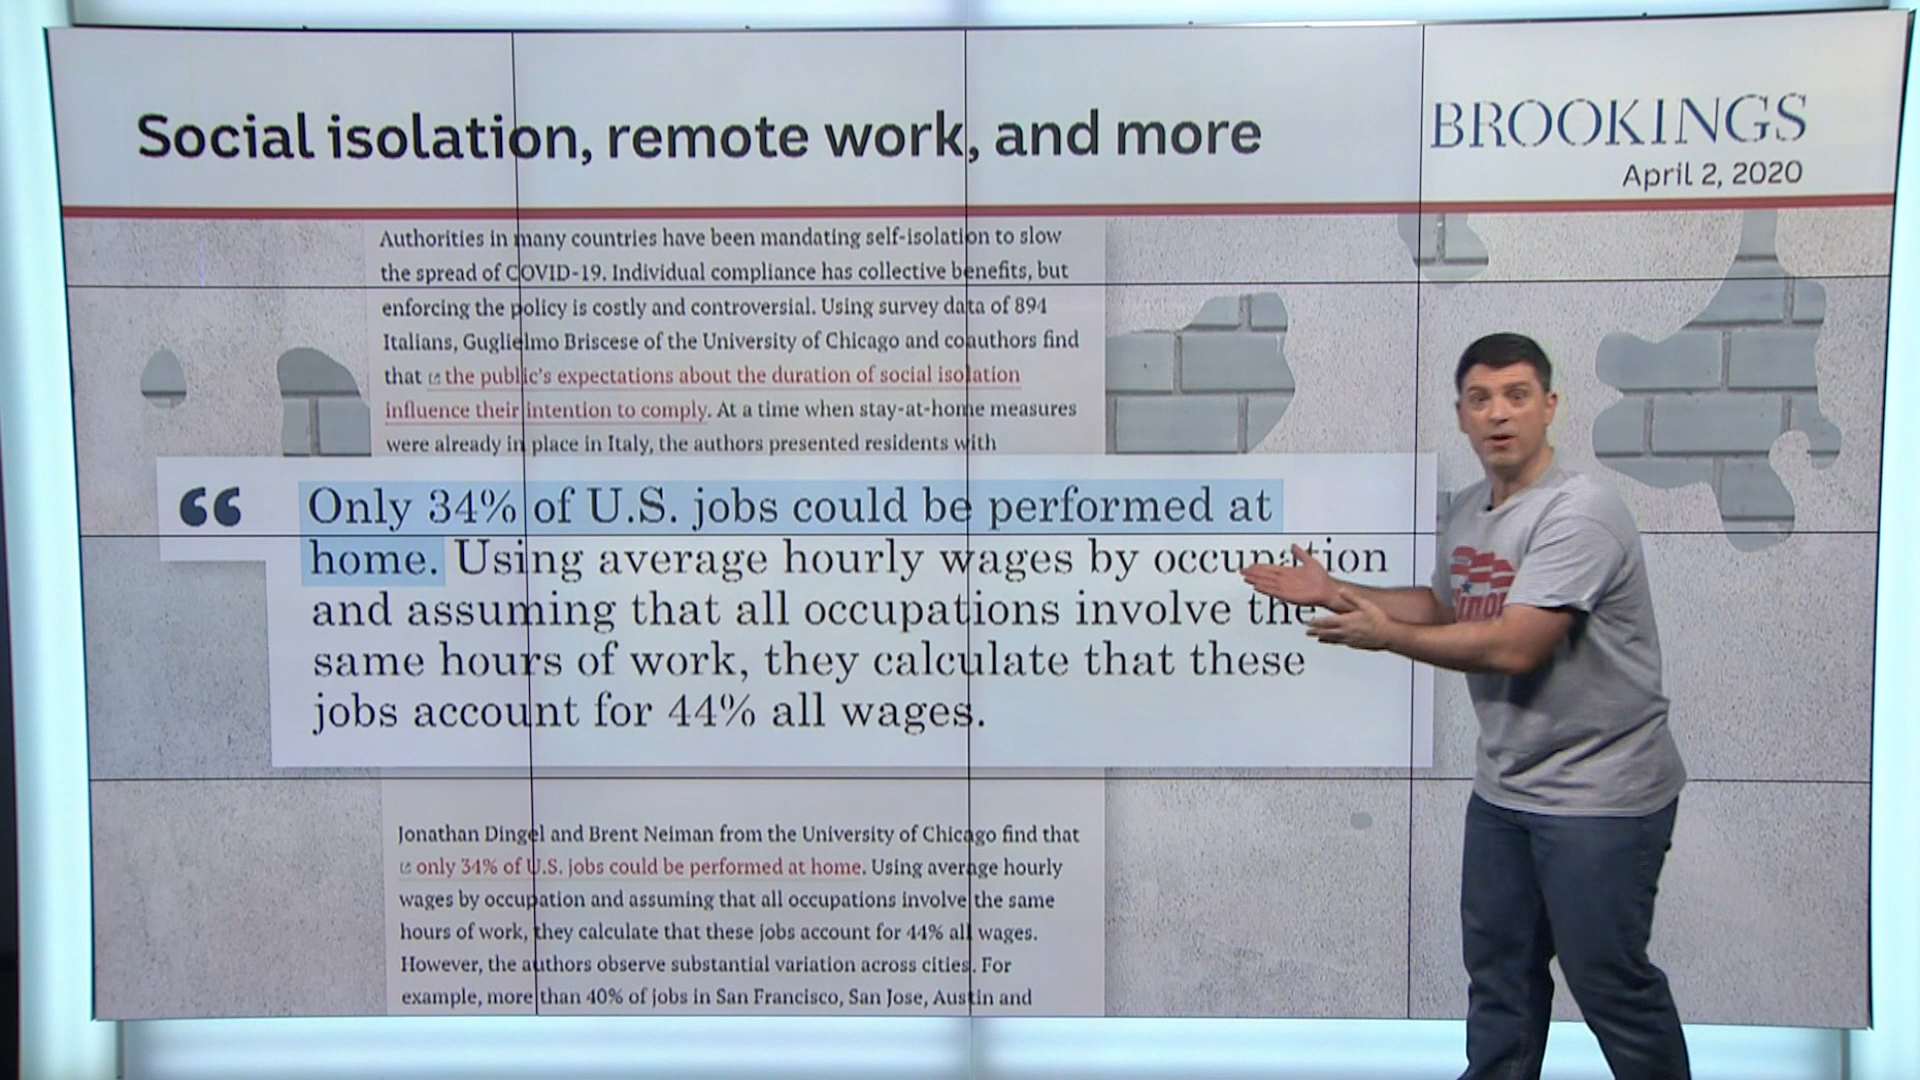 Social isolation, remote work, and more
BROOKINGS
April 2, 2020
Authorities in many countries have been mandating self-isolation to slow
the spread of COVID-19. Individual compliance has collective benefits, but
enforcing the policy is costly and controversial. Using survey data of 894
Italians, Guglielmo Briscese of the University of Chicago and coauthors find
that the public's expectations about the duration of social isolation
influence their intention to comply. At a time when stay-at-home measures
were already in place in Italy, the authors presented residents with
“ Only 34% of U.S. jobs could be performed at
home. Using average hourly wages by occupation
and assuming that all occupations involve the
same hours of work, they calculate that these
jobs account for 44% all wages.
Jonathan Dingel and Brent Neiman from the University of Chicago find that
only 34% of U.S. jobs could be performed at home. Using average hourly
wages by occupation and assuming that all occupations involve the same
hours of work, they calculate that these jobs account for 44% all wages.
However, the authors observe substantial variation across cities. For
example, more than 40% of jobs in San Francisco, San Jose, Austin and